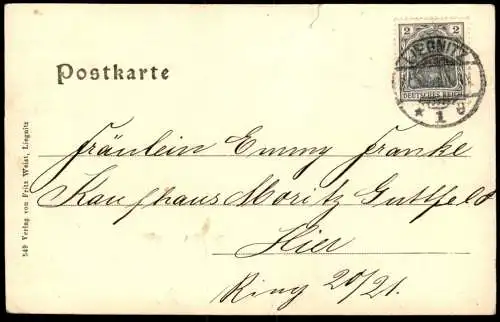 2 2
LIEGNITZ
DEUTSCHES REICH
* 1 g
Postkarte
Fräulein Emmy Franke
Kaufhaus Moritz Guttfeld
Hier
Ring 20/21.
549 Verlag von Fritz Weist, Liegnitz